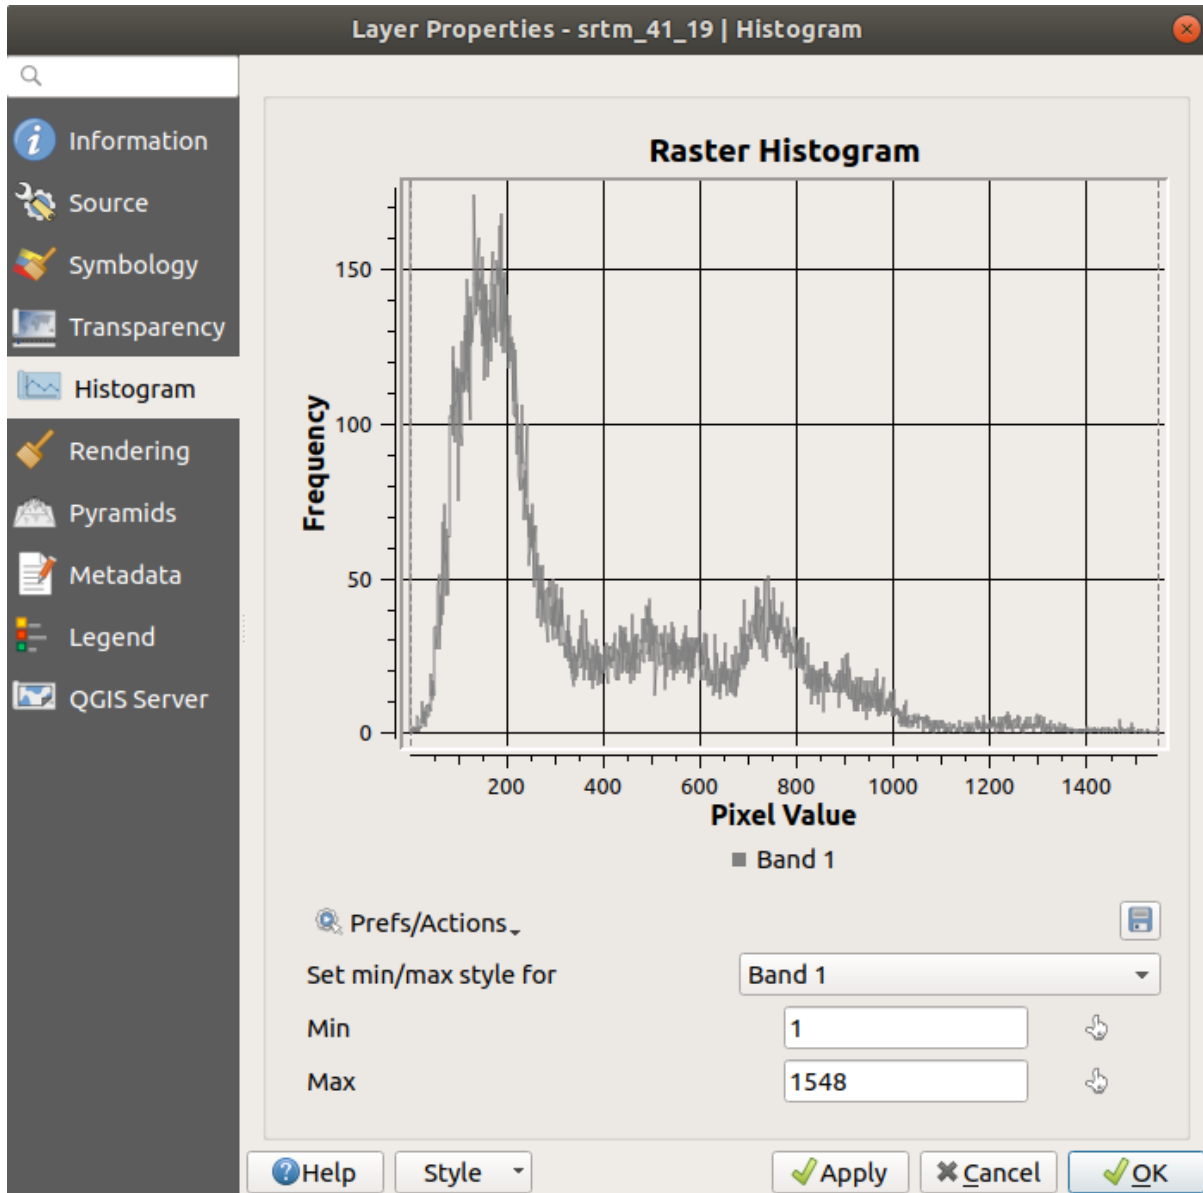 Layer Properties - srtm_41_19 | Histogram
Information
Source
Symbology
Transparency
Histogram
Rendering
Pyramids
Metadata
Legend
QGIS Server
Raster Histogram
Frequency
150
100
50
0
200 400 600 800 1000 1200 1400
Pixel Value
Band 1
Prefs/Actions
Set min/max style for Band 1
Min 1
Max 1548
Help Style Apply Cancel OK